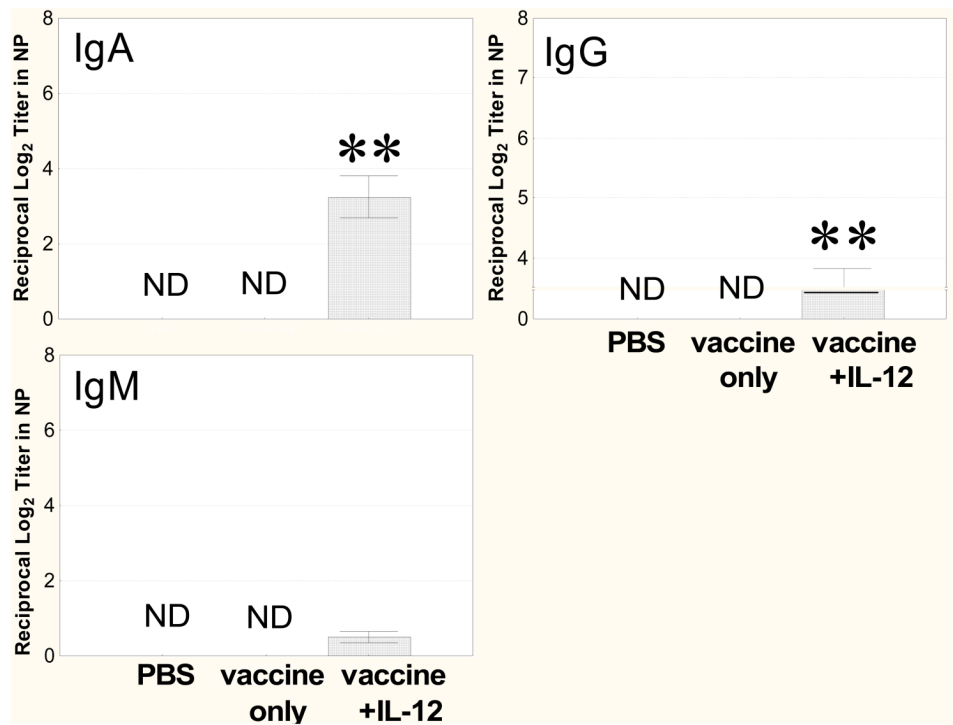 IgA
Reciprocal Log₂ Titer in NP
8
6
4
2
0
ND
ND
**
IgG
Reciprocal Log₂ Titer in NP
8
7
5
4
0
ND
ND
**
PBS
vaccine only
vaccine +IL-12
IgM
Reciprocal Log₂ Titer in NP
8
6
4
2
0
ND
ND
PBS
vaccine only
vaccine +IL-12